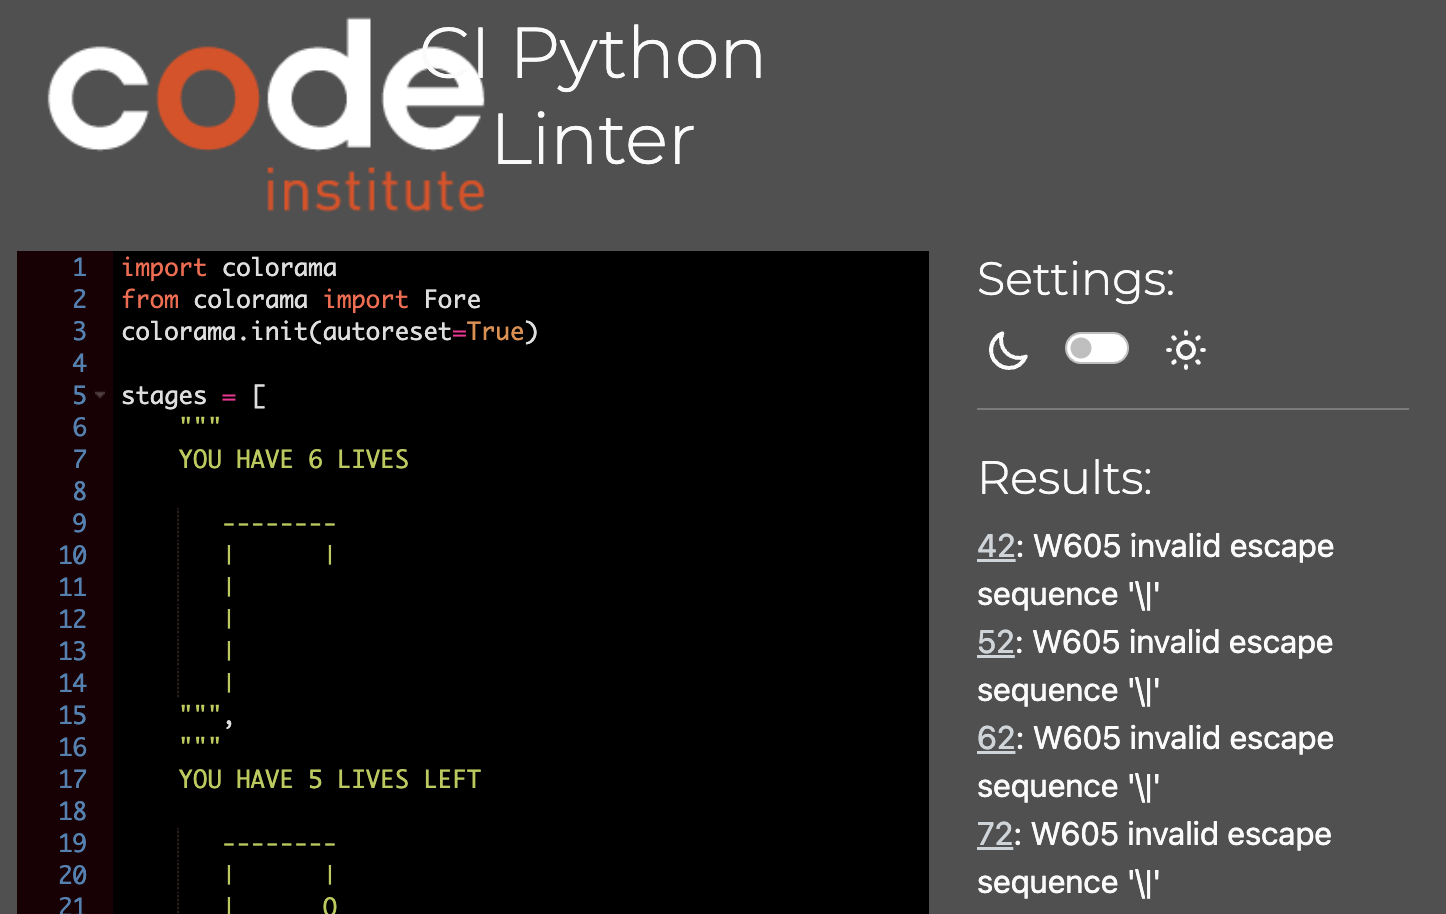 code
institute
CI Python
Linter
1 import colorama
2 from colorama import Fore
3 colorama.init(autoreset=True)
4
5 stages = [
6     """
7     YOU HAVE 6 LIVES
8
9        --------
10        |      |
11        |
12        |
13        |
14        |
15     """,
16     """
17     YOU HAVE 5 LIVES LEFT
18
19        --------
20        |      |
21        |      O
Settings:
Results:
42: W605 invalid escape
sequence '\|'
52: W605 invalid escape
sequence '\|'
62: W605 invalid escape
sequence '\|'
72: W605 invalid escape
sequence '\|'